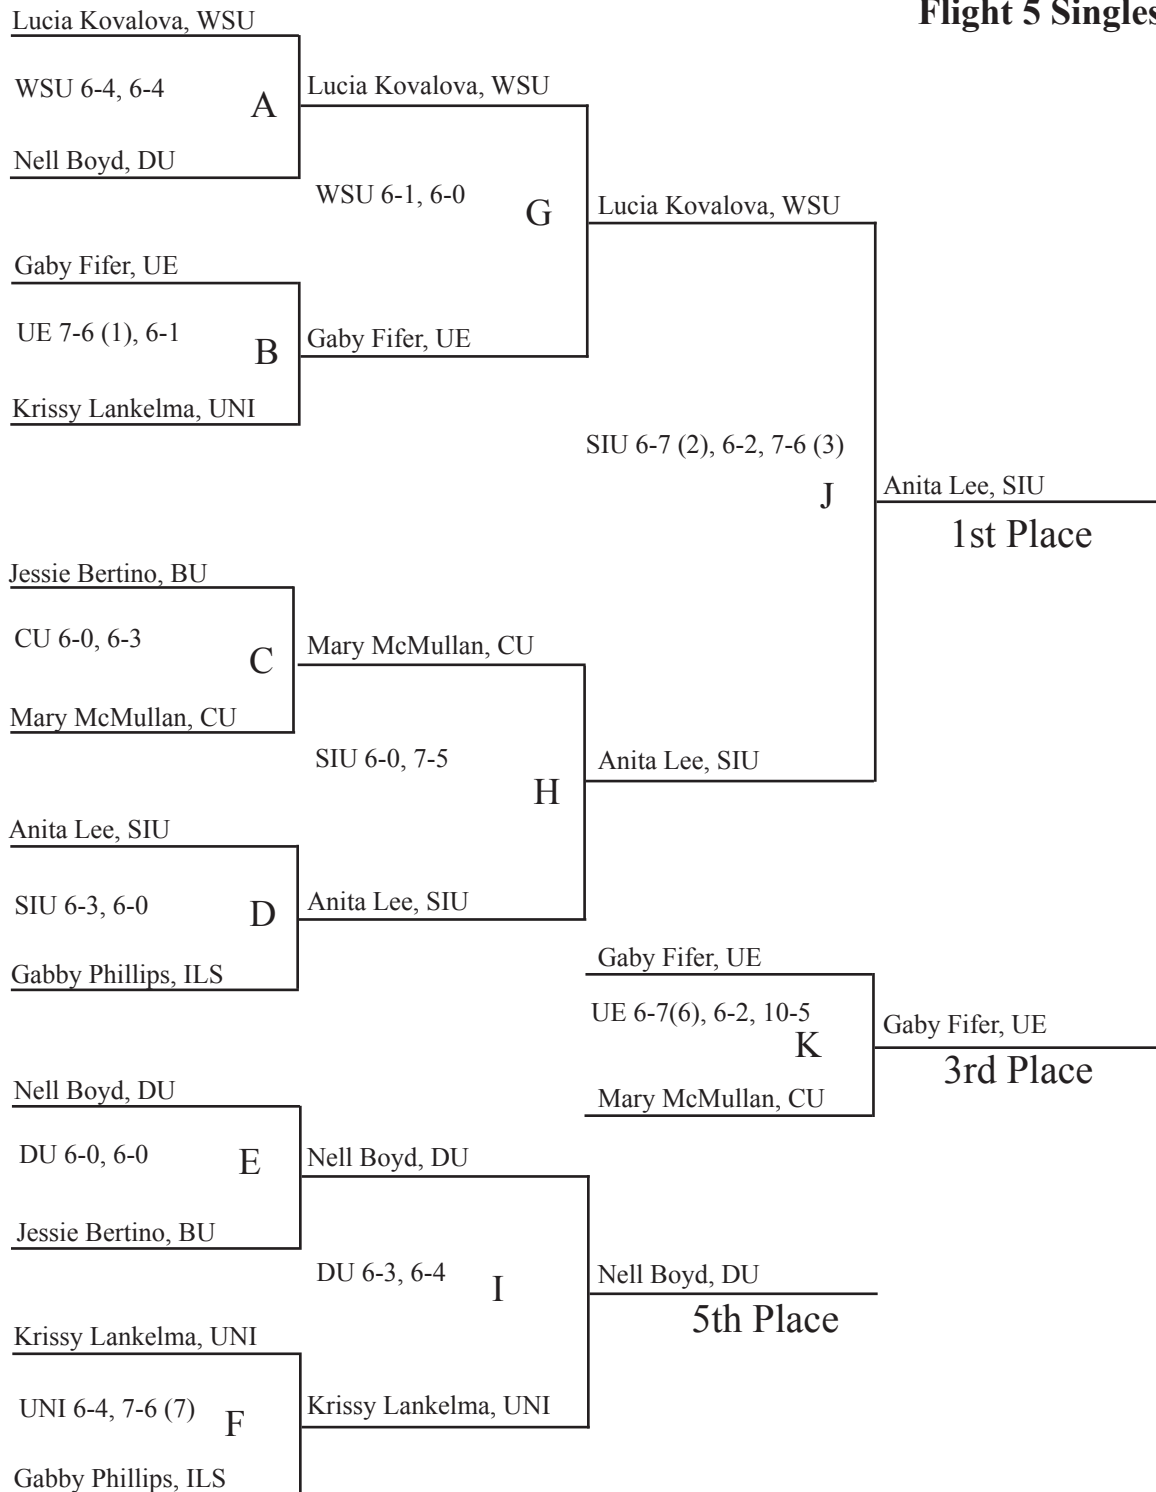 Flight 5 Singles
Lucia Kovalova, WSU
WSU 6-4, 6-4
A
Nell Boyd, DU
Lucia Kovalova, WSU
WSU 6-1, 6-0
G
Lucia Kovalova, WSU
Gaby Fifer, UE
UE 7-6 (1), 6-1
B
Gaby Fifer, UE
Krissy Lankelma, UNI
SIU 6-7 (2), 6-2, 7-6 (3)
J
Anita Lee, SIU
1st Place
Jessie Bertino, BU
CU 6-0, 6-3
C
Mary McMullan, CU
Mary McMullan, CU
SIU 6-0, 7-5
H
Anita Lee, SIU
Anita Lee, SIU
SIU 6-3, 6-0
D
Anita Lee, SIU
Gabby Phillips, ILS
Gaby Fifer, UE
UE 6-7(6), 6-2, 10-5
K
Gaby Fifer, UE
3rd Place
Mary McMullan, CU
Nell Boyd, DU
DU 6-0, 6-0
E
Nell Boyd, DU
Jessie Bertino, BU
DU 6-3, 6-4
I
Nell Boyd, DU
5th Place
Krissy Lankelma, UNI
UNI 6-4, 7-6 (7)
F
Krissy Lankelma, UNI
Gabby Phillips, ILS